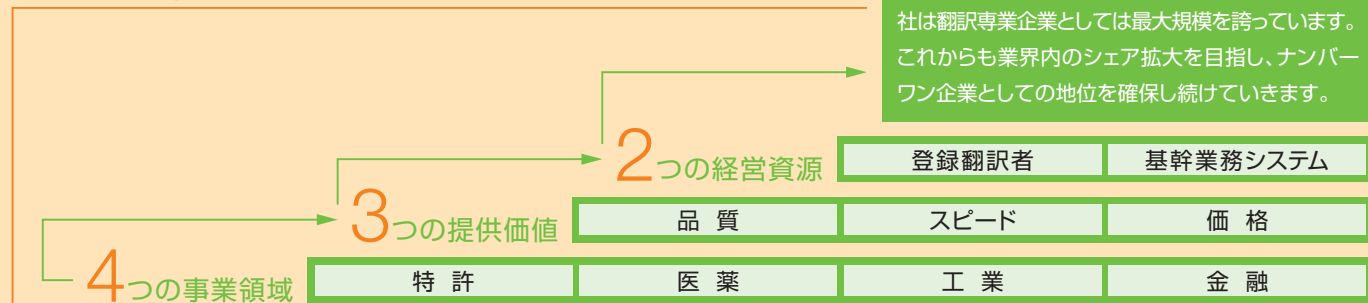 社は翻訳専業企業としては最大規模を誇っています。
これからも業界内のシェア拡大を目指し、ナンバー
ワン企業としての地位を確保し続けていきます。
2つの経営資源 登録翻訳者 基幹業務システム
3つの提供価値 品質 スピード 価格
4つの事業領域 特許 医薬 工業 金融